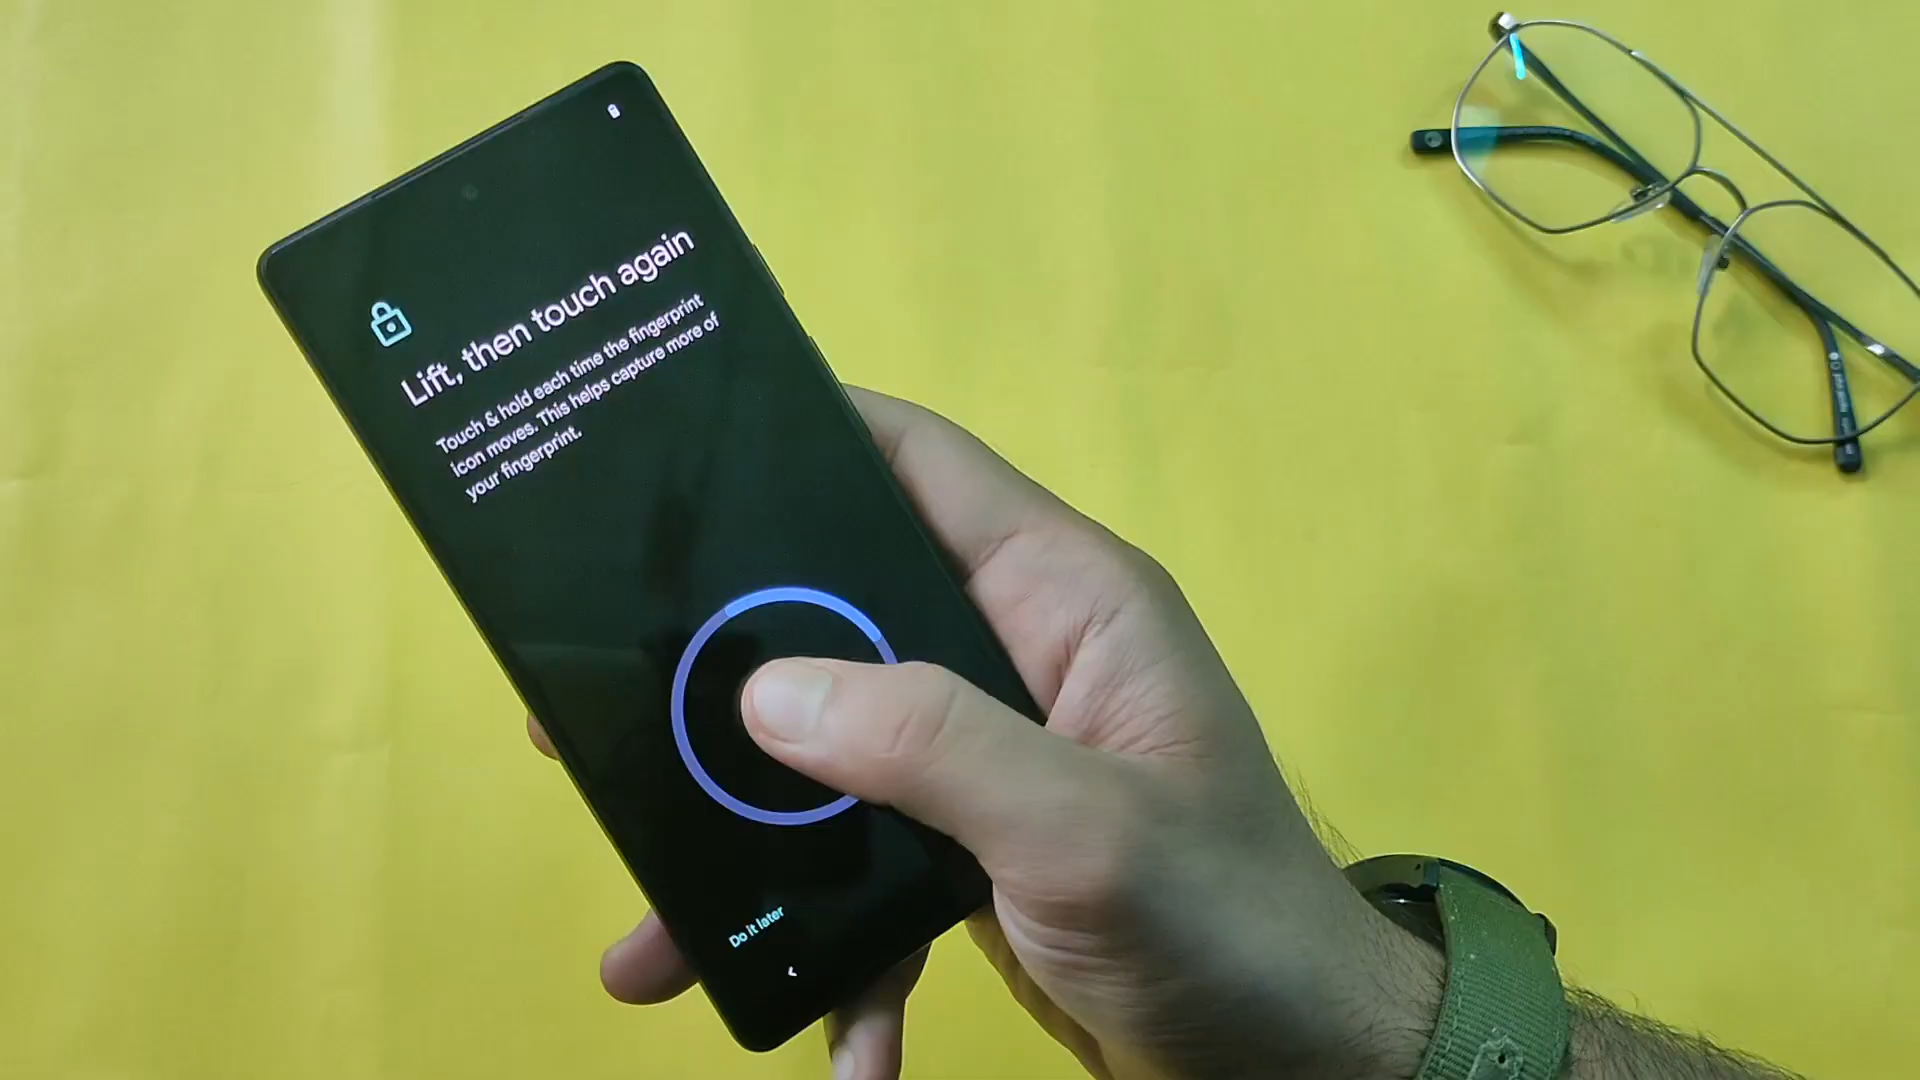 Lift, then touch again
Touch & hold each time the fingerprint
icon moves. This helps capture more of
your fingerprint.
Do it later